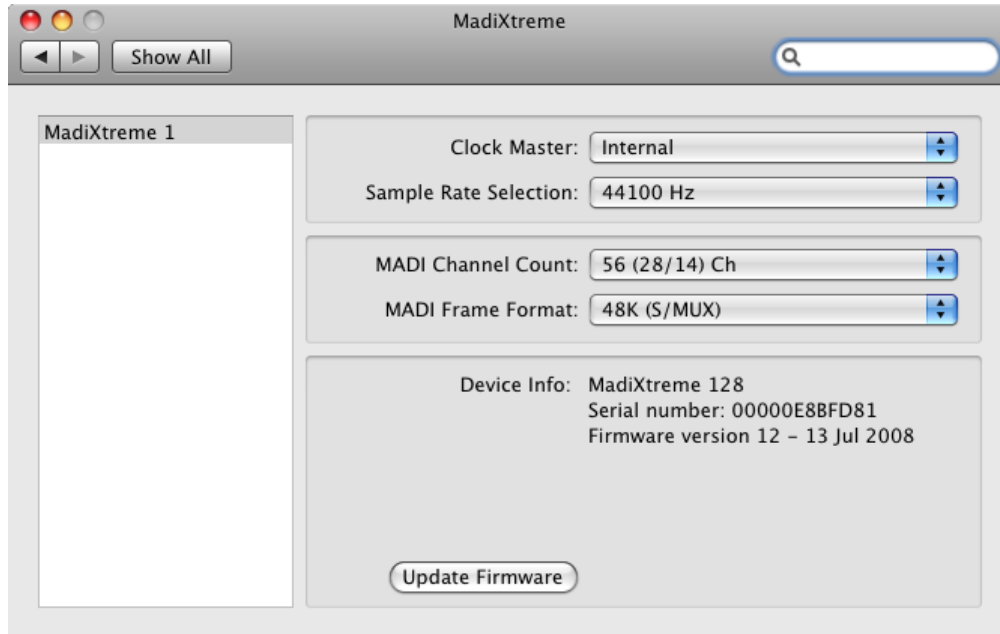 MadiXtreme
Show All
MadiXtreme 1
Clock Master: Internal
Sample Rate Selection: 44100 Hz
MADI Channel Count: 56 (28/14) Ch
MADI Frame Format: 48K (S/MUX)
Device Info: MadiXtreme 128
Serial number: 00000E8BFD81
Firmware version 12 – 13 Jul 2008
Update Firmware